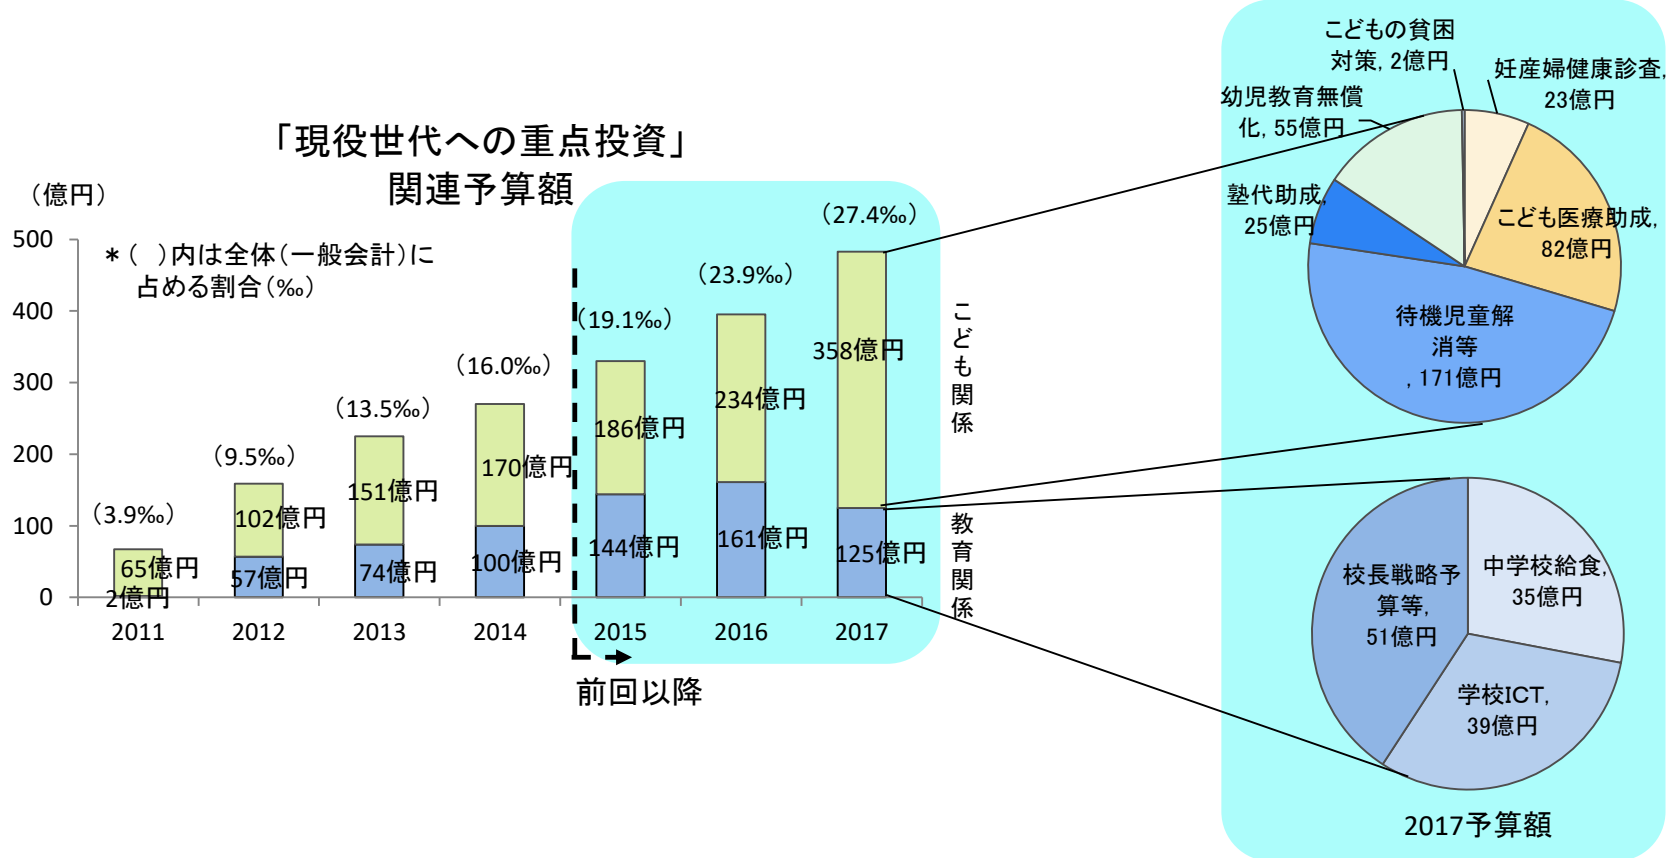 「現役世代への重点投資」
関連予算額
（億円）
＊（　）内は全体（一般会計）に
占める割合（‰）
500
400
300
200
100
0
（3.9‰）
65億円
2億円
2011
（9.5‰）
102億円
57億円
2012
（13.5‰）
151億円
74億円
2013
（16.0‰）
170億円
100億円
2014
（19.1‰）
186億円
144億円
2015
（23.9‰）
234億円
161億円
2016
（27.4‰）
358億円
125億円
2017
こども関係
教育関係
前回以降
こどもの貧困
対策, 2億円
妊産婦健康診査,
23億円
幼児教育無償
化, 55億円
塾代助成,
25億円
こども医療助成,
82億円
待機児童解
消等
, 171億円
校長戦略予
算等,
51億円
中学校給食,
35億円
学校ICT,
39億円
2017予算額